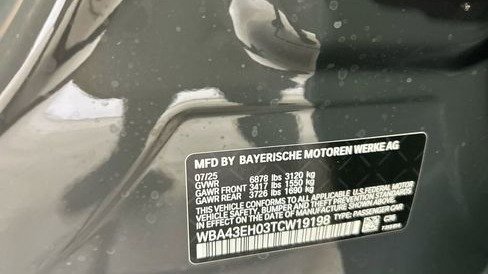 MFD BY BAYERISCHE MOTOREN WERKE AG
07/25
GVWR 6878 lbs 3120 kg
GAWR FRONT 3417 lbs 1550 kg
GAWR REAR 3726 lbs 1690 kg
THIS VEHICLE CONFORMS TO ALL APPLICABLE U.S. FEDERAL MOTOR
VEHICLE SAFETY, BUMPER AND THEFT PREVENTION STANDARDS
IN EFFECT ON THE DATE OF MANUFACTURE SHOWN ABOVE
WBA43EH03TCW19198 TYPE: PASSENGER CAR